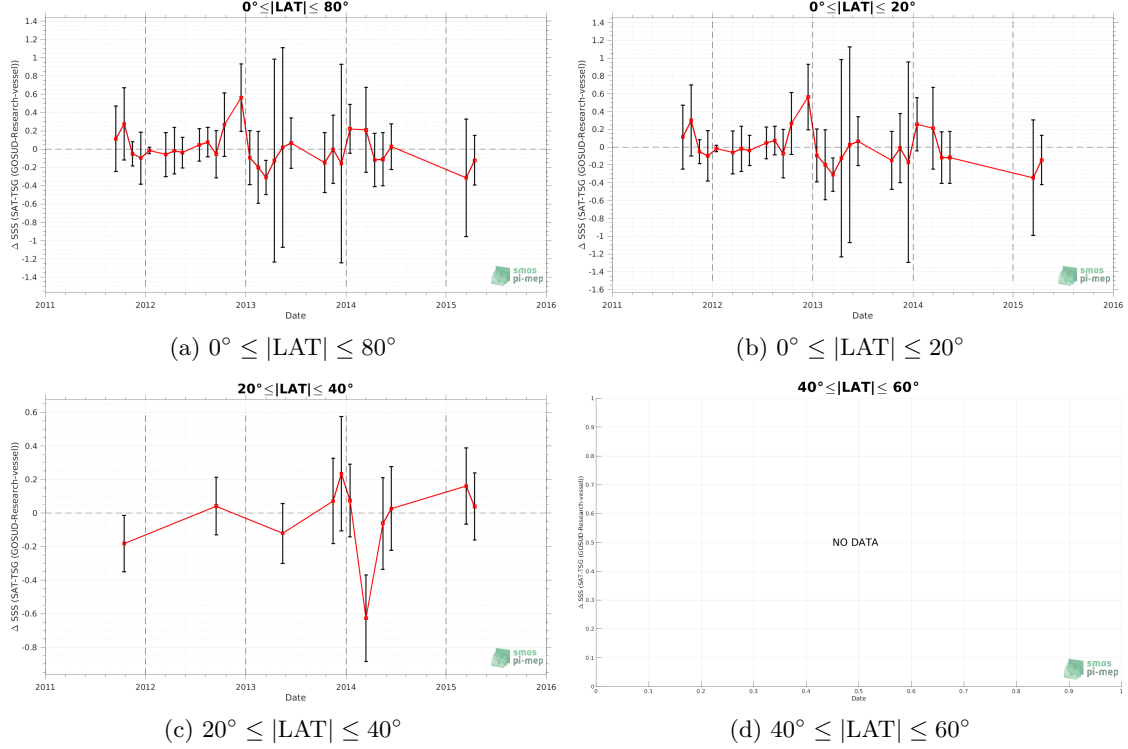 0°≤|LAT|≤ 80°
Δ SSS (SAT-TSG (GOSUD-Research-vessel))
1.4
1.2
1
0.8
0.6
0.4
0.2
0
-0.2
-0.4
-0.6
-0.8
-1
-1.2
-1.4
2011 2012 2013 2014 2015 2016
Date
smos
pi-mep
(a) 0° ≤ |LAT| ≤ 80°
0°≤|LAT|≤ 20°
Δ SSS (SAT-TSG (GOSUD-Research-vessel))
1.4
1.2
1
0.8
0.6
0.4
0.2
0
-0.2
-0.4
-0.6
-0.8
-1
-1.2
-1.4
-1.6
2011 2012 2013 2014 2015 2016
Date
smos
pi-mep
(b) 0° ≤ |LAT| ≤ 20°
20°≤|LAT|≤ 40°
Δ SSS (SAT-TSG (GOSUD-Research-vessel))
0.6
0.4
0.2
0
-0.2
-0.4
-0.6
-0.8
2011 2012 2013 2014 2015 2016
Date
smos
pi-mep
(c) 20° ≤ |LAT| ≤ 40°
40°≤|LAT|≤ 60°
Δ SSS (SAT-TSG (GOSUD-Research-vessel))
1
0.9
0.8
0.7
0.6
0.5
0.4
0.3
0.2
0.1
0
NO DATA
0 0.1 0.2 0.3 0.4 0.5 0.6 0.7 0.8 0.9 1
Date
smos
pi-mep
(d) 40° ≤ |LAT| ≤ 60°